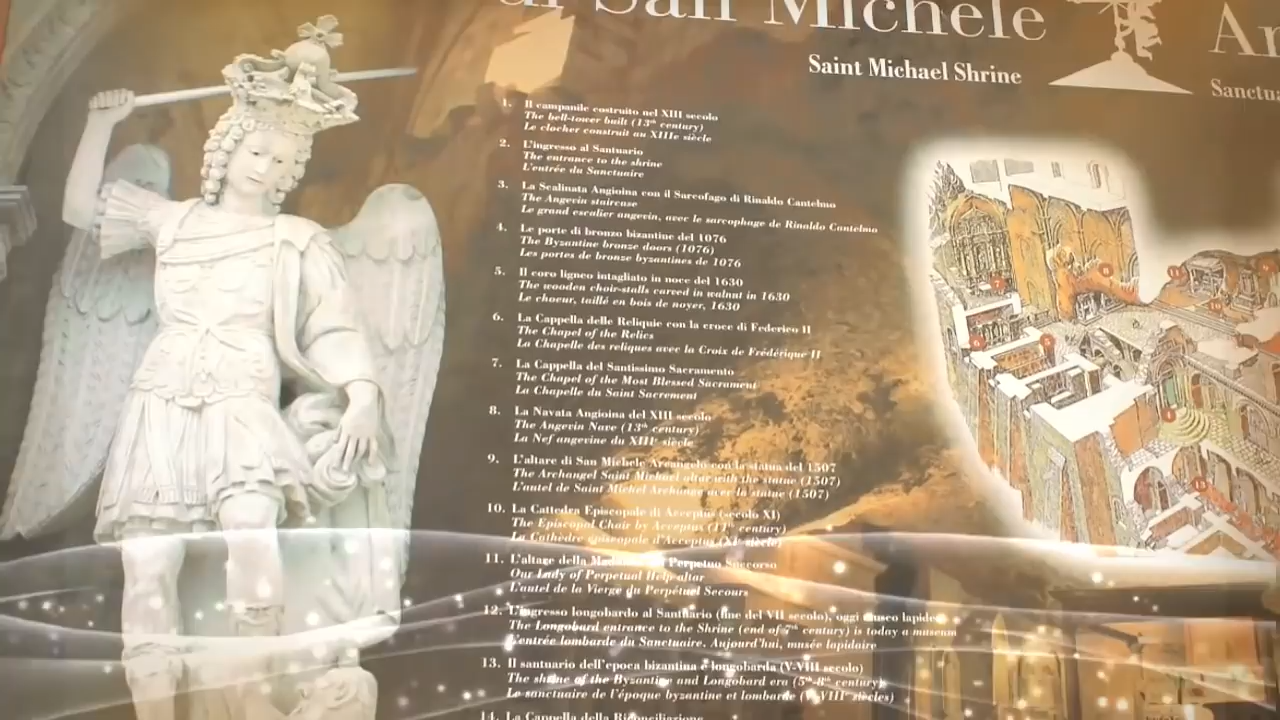 di San Michele
Saint Michael Shrine
Sanctua
1. Il campanile costruito nel XIII secolo
The bell-tower built (13th century)
Le clocher construit au XIIIe siècle
2. L'ingresso al Santuario
The entrance to the shrine
L'entrée du Sanctuaire
3. La Scalinata Angioina con il Sarcofago di Rinaldo Cantelmo
The Angevin staircase
Le grand escalier angevin, avec le sarcophage de Rinaldo Cantelmo
4. Le porte di bronzo bizantine del 1076
The Byzantine bronze doors (1076)
Les portes de bronze byzantines de 1076
5. Il coro ligneo intagliato in noce del 1630
The wooden choir-stalls carved in walnut in 1630
Le choeur, taillé en bois de noyer, 1630
6. La Cappella delle Reliquie con la croce di Federico II
The Chapel of the Relics
La Chapelle des reliques avec la Croix de Frédérique II
7. La Cappella del Santissimo Sacramento
The Chapel of the Most Blessed Sacrament
La Chapelle du Saint Sacrement
8. La Navata Angioina del XIII secolo
The Angevin Nave (13th century)
La Nef angevine du XIIIe siècle
9. L'altare di San Michele Arcangelo con la statua del 1507
The Archangel Saint Michael altar with the statue (1507)
L'autel de Saint Michel Archange avec la statue (1507)
10. La Cattedra Episcopale di Acceptus (secolo XI)
The Episcopal Chair by Acceptus (11th century)
La Cathèdre épiscopale d'Acceptus (XIe siècle)
11. L'altare della Madonna del Perpetuo Soccorso
Our Lady of Perpetual Help altar
L'autel de la Vierge du Perpétuel Secours
12. L'ingresso longobardo al Santuario (fine del VII secolo), oggi museo lapideo
The Longobard entrance to the Shrine (end of 7th century) is today a museum
L'entrée lombarde du Sanctuaire. Aujourd'hui, musée lapidaire
13. Il santuario dell'epoca bizantina e longobarda (V-VIII secolo)
The shrine of the Byzantine and Longobard era (5th-8th century)
Le sanctuaire de l'époque byzantine et lombarde (V-VIIIe siècles)
14. La Cappella della Riconciliazione